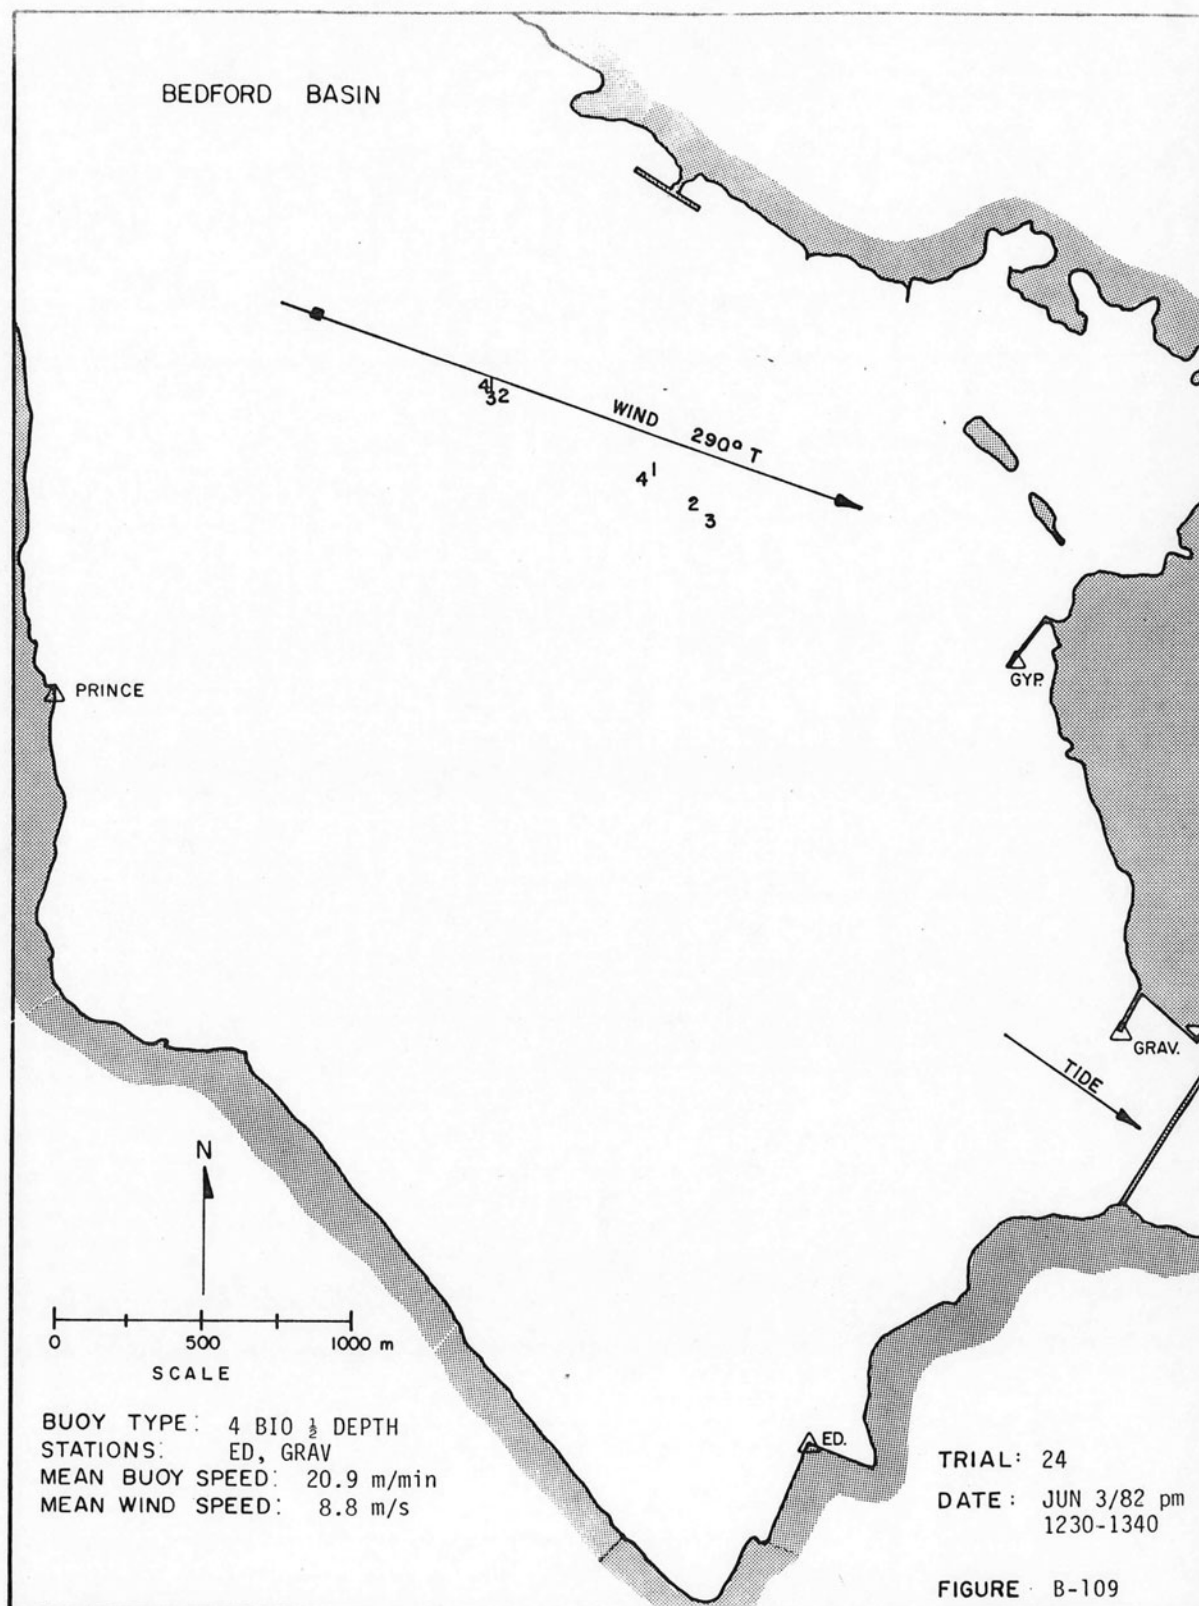 BEDFORD BASIN
4 1
3 2
WIND 290° T
4 1
2
3
PRINCE
GYP.
GRAV.
TIDE
N
0 500 1000 m
SCALE
ED.
BUOY TYPE: 4 BIO ½ DEPTH
STATIONS: ED, GRAV
MEAN BUOY SPEED: 20.9 m/min
MEAN WIND SPEED: 8.8 m/s
TRIAL: 24
DATE: JUN 3/82 pm
1230-1340
FIGURE B-109